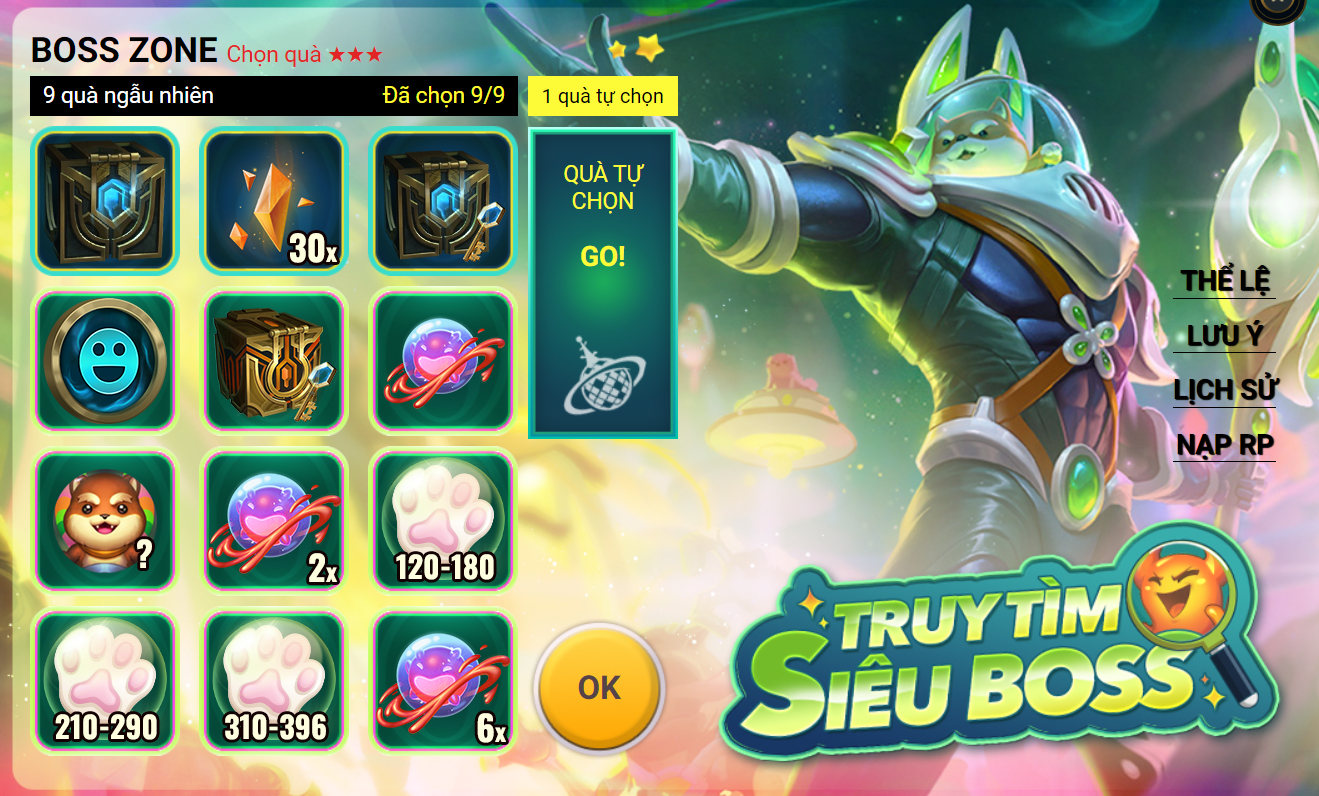 BOSS ZONE Chọn quà ★★★
9 quà ngẫu nhiên Đã chọn 9/9
1 quà tự chọn
30x
QUÀ TỰ
CHỌN
GO!
THỂ LỆ
LƯU Ý
LỊCH SỬ
NẠP RP
?
2x
120-180
210-290
310-396
6x
OK
TRUY TÌM
SIÊU BOSS